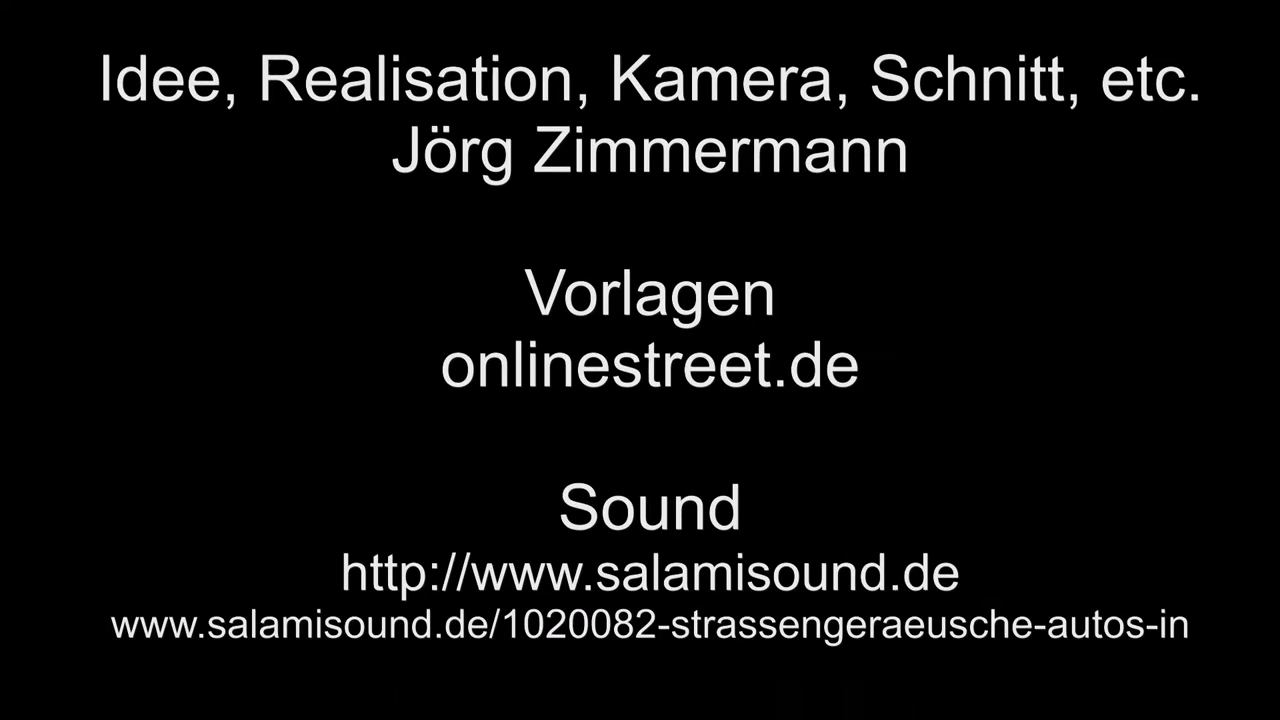 Idee, Realisation, Kamera, Schnitt, etc.
Jörg Zimmermann
Vorlagen
onlinestreet.de
Sound
http://www.salamisound.de
www.salamisound.de/1020082-strassengeraeusche-autos-in